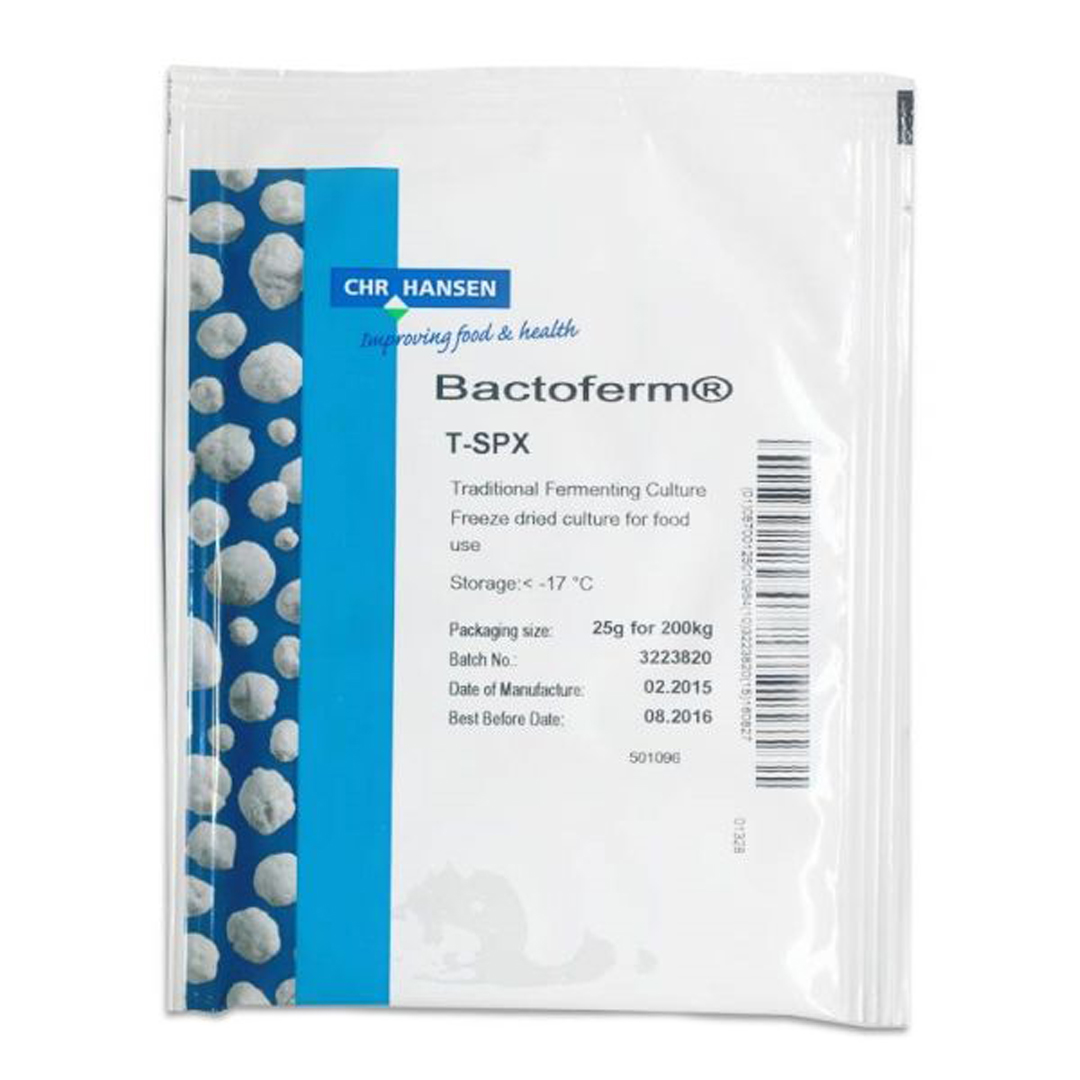 CHR HANSEN
Improving food & health
Bactoferm®
T-SPX
Traditional Fermenting Culture
Freeze dried culture for food
use
Storage:< -17 °C
Packaging size: 25g for 200kg
Batch No.: 3223820
Date of Manufacture: 02.2015
Best Before Date: 08.2016
501096
01328